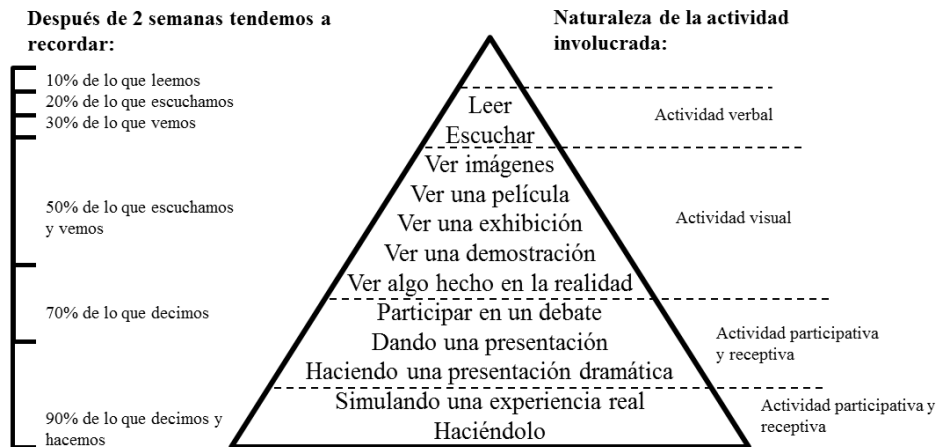 Después de 2 semanas tendemos a
recordar:
10% de lo que leemos
20% de lo que escuchamos
30% de lo que vemos
50% de lo que escuchamos
y vemos
70% de lo que decimos
90% de lo que decimos y
hacemos
Leer
Escuchar
Ver imágenes
Ver una película
Ver una exhibición
Ver una demostración
Ver algo hecho en la realidad
Participar en un debate
Dando una presentación
Haciendo una presentación dramática
Simulando una experiencia real
Haciéndolo
Naturaleza de la actividad
involucrada:
Actividad verbal
Actividad visual
Actividad participativa
y receptiva
Actividad participativa y
receptiva